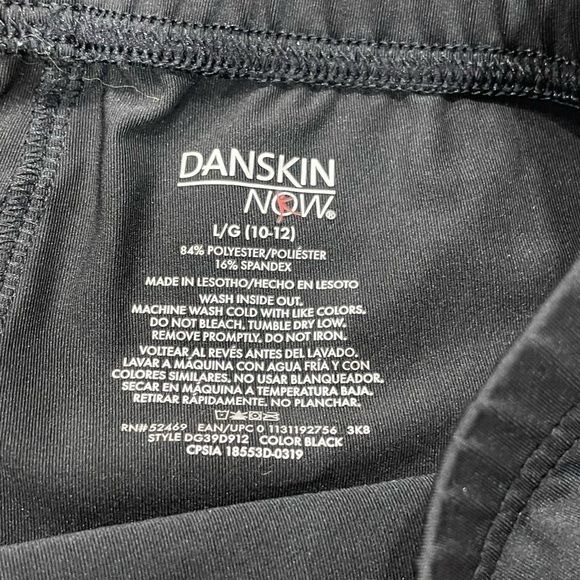 DANSKIN
NOW®
L/G (10-12)
84% POLYESTER/POLIÉSTER
16% SPANDEX
MADE IN LESOTHO/HECHO EN LESOTO
WASH INSIDE OUT.
MACHINE WASH COLD WITH LIKE COLORS.
DO NOT BLEACH, TUMBLE DRY LOW.
REMOVE PROMPTLY. DO NOT IRON.
VOLTEAR AL REVÉS ANTES DEL LAVADO.
LAVAR A MÁQUINA CON AGUA FRÍA Y CON
COLORES SIMILARES. NO USAR BLANQUEADOR.
SECAR EN MÁQUINA A TEMPERATURA BAJA.
RETIRAR RÁPIDAMENTE. NO PLANCHAR.
RN#52469 EAN/UPC 0 1131192756 3K8
STYLE DG39D912 COLOR BLACK
CPSIA 18553D-0319